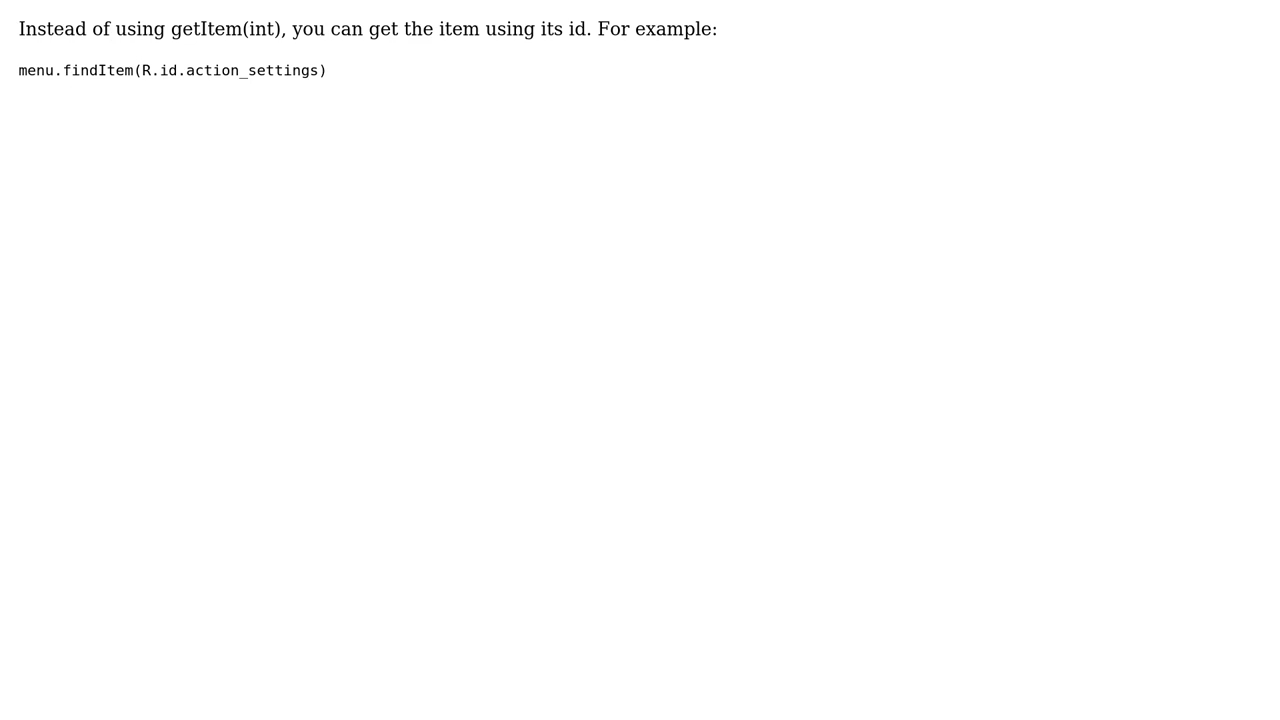 Instead of using getItem(int), you can get the item using its id. For example:
menu.findItem(R.id.action_settings)